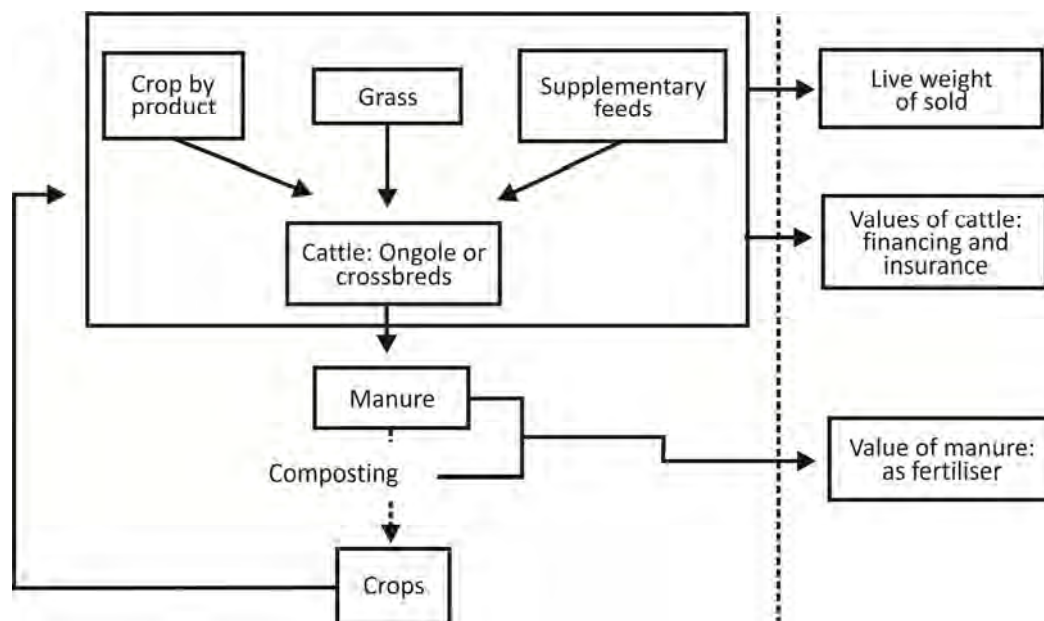 Crop by
product
Grass
Supplementary
feeds
Live weight
of sold
Cattle: Ongole or
crossbreds
Values of cattle:
financing and
insurance
Manure
Composting
Value of manure:
as fertiliser
Crops